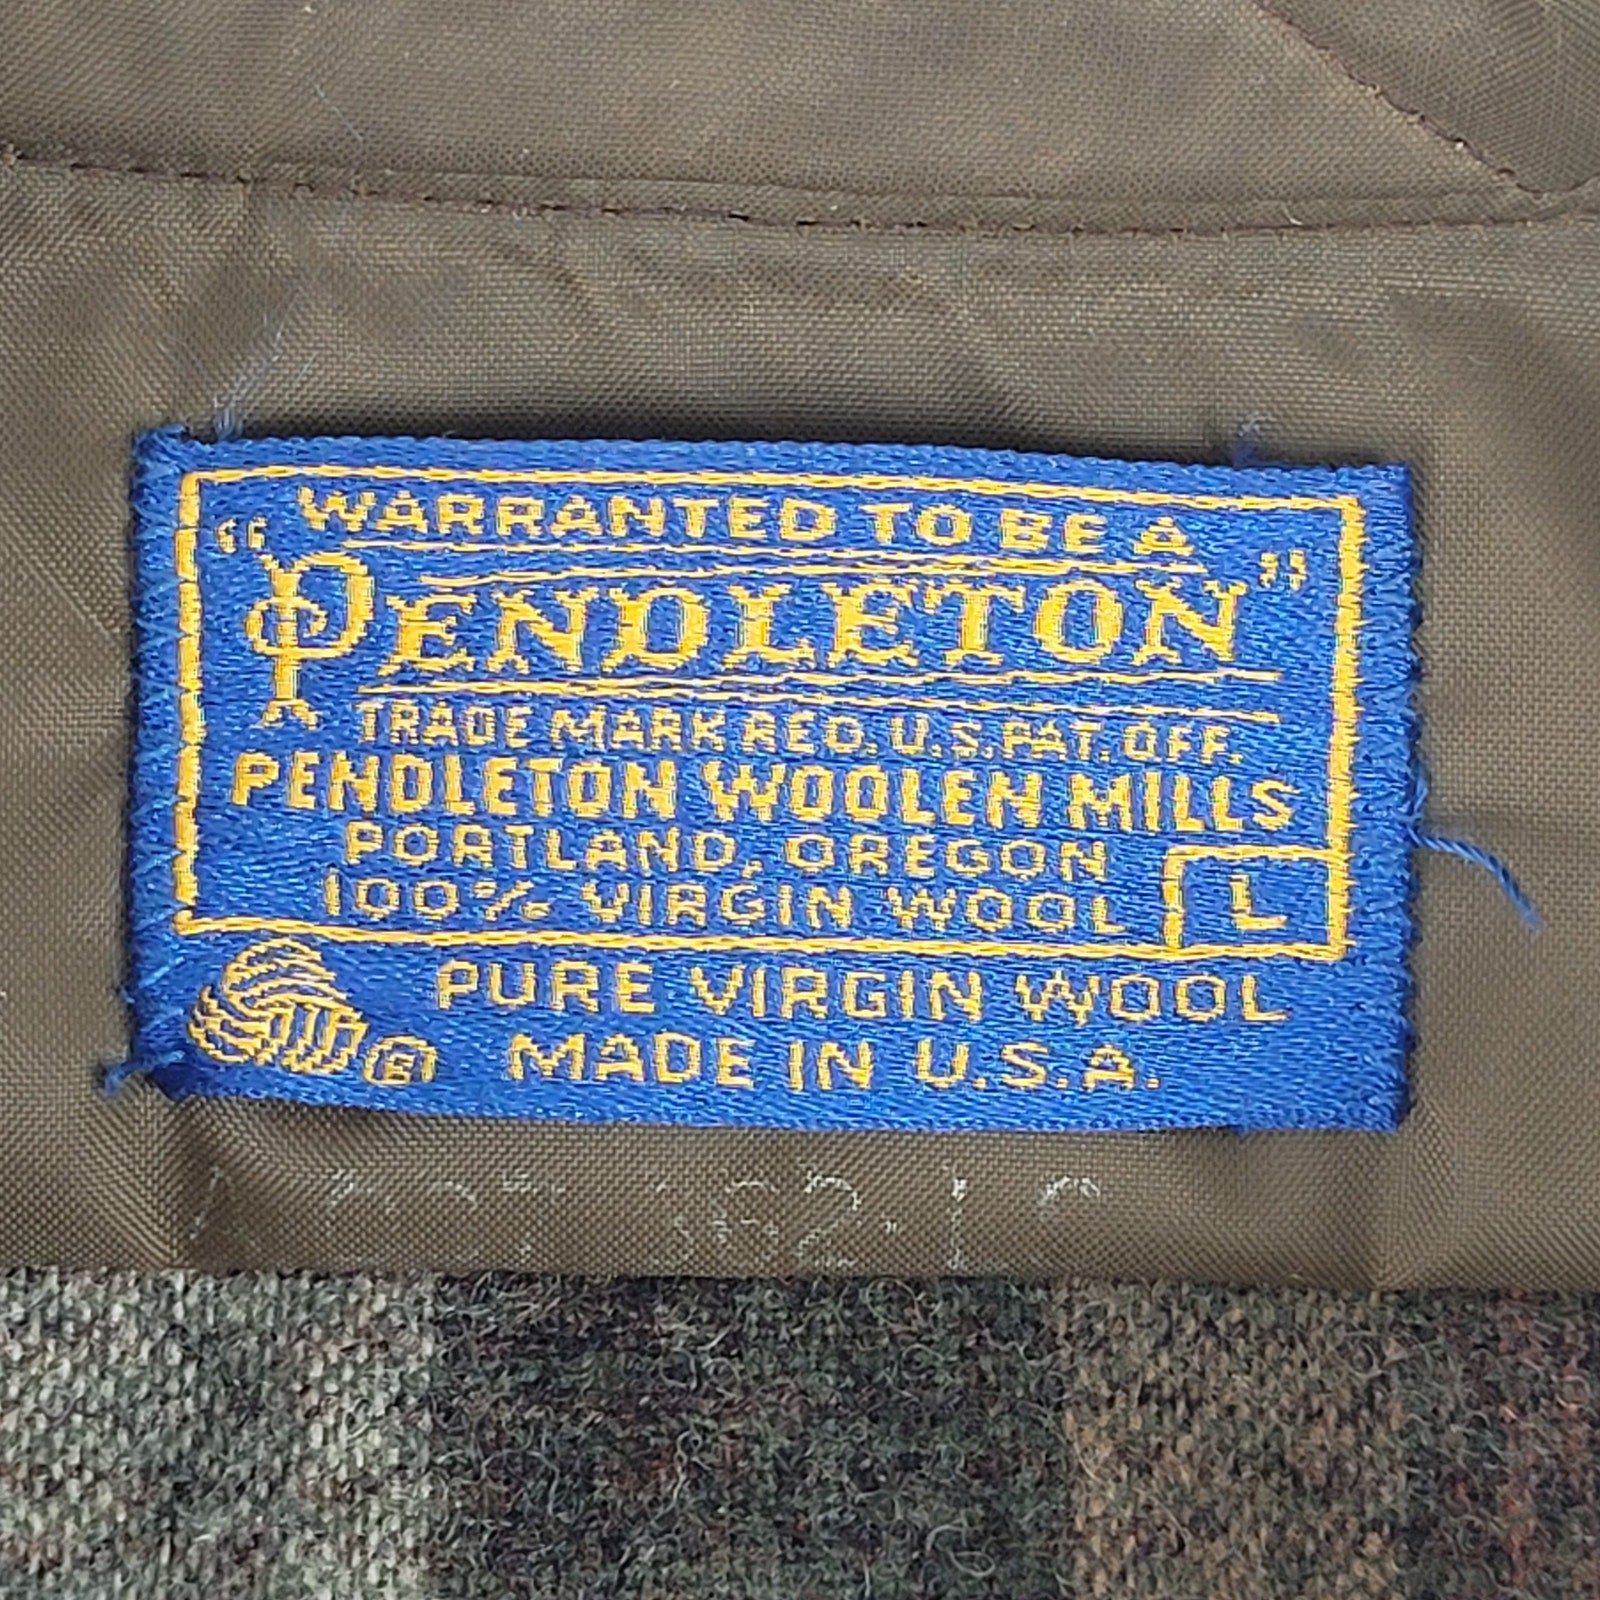 WARRANTED TO BE A
"PENDLETON"
TRADE MARK REG. U.S. PAT. OFF.
PENDLETON WOOLEN MILLS
PORTLAND, OREGON
100% VIRGIN WOOL
L
PURE VIRGIN WOOL
MADE IN U.S.A.